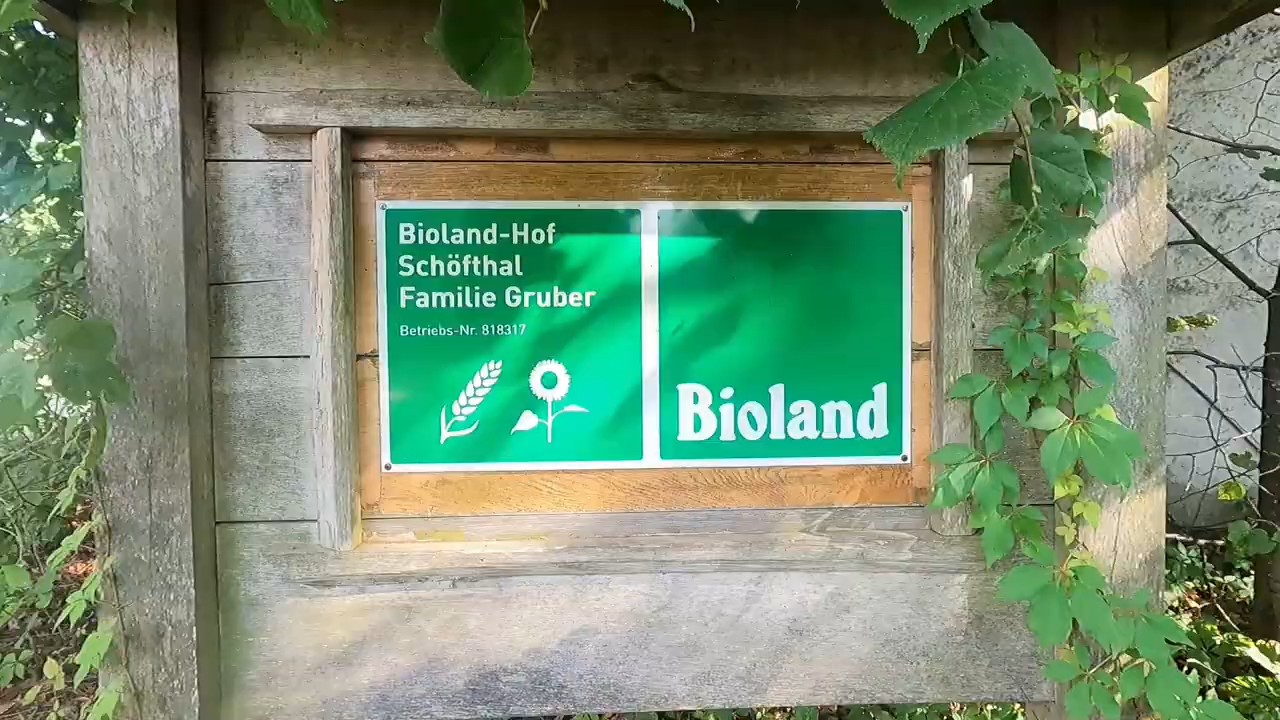 Bioland-Hof
Schöfthal
Familie Gruber
Betriebs-Nr. 818317
Bioland